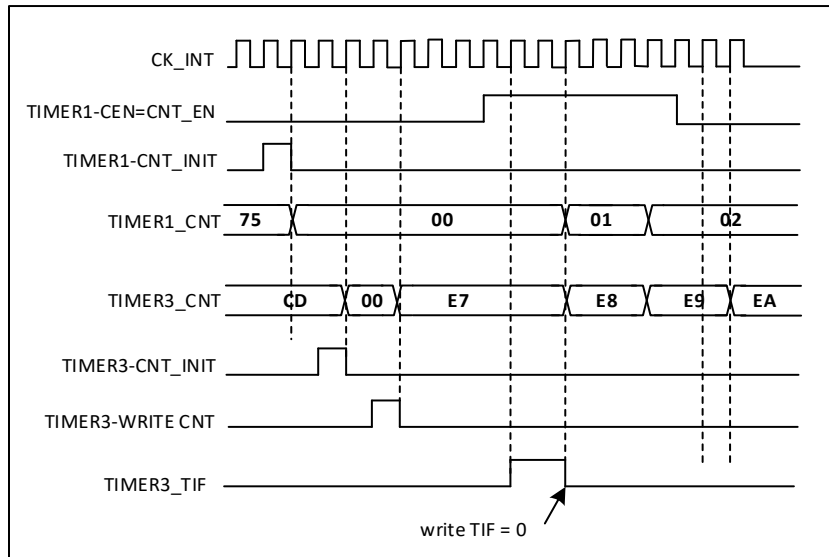 CK_INT
TIMER1-CEN=CNT_EN
TIMER1-CNT_INIT
TIMER1_CNT 75 00 01 02
TIMER3_CNT CD 00 E7 E8 E9 EA
TIMER3-CNT_INIT
TIMER3-WRITE CNT
TIMER3_TIF
write TIF = 0